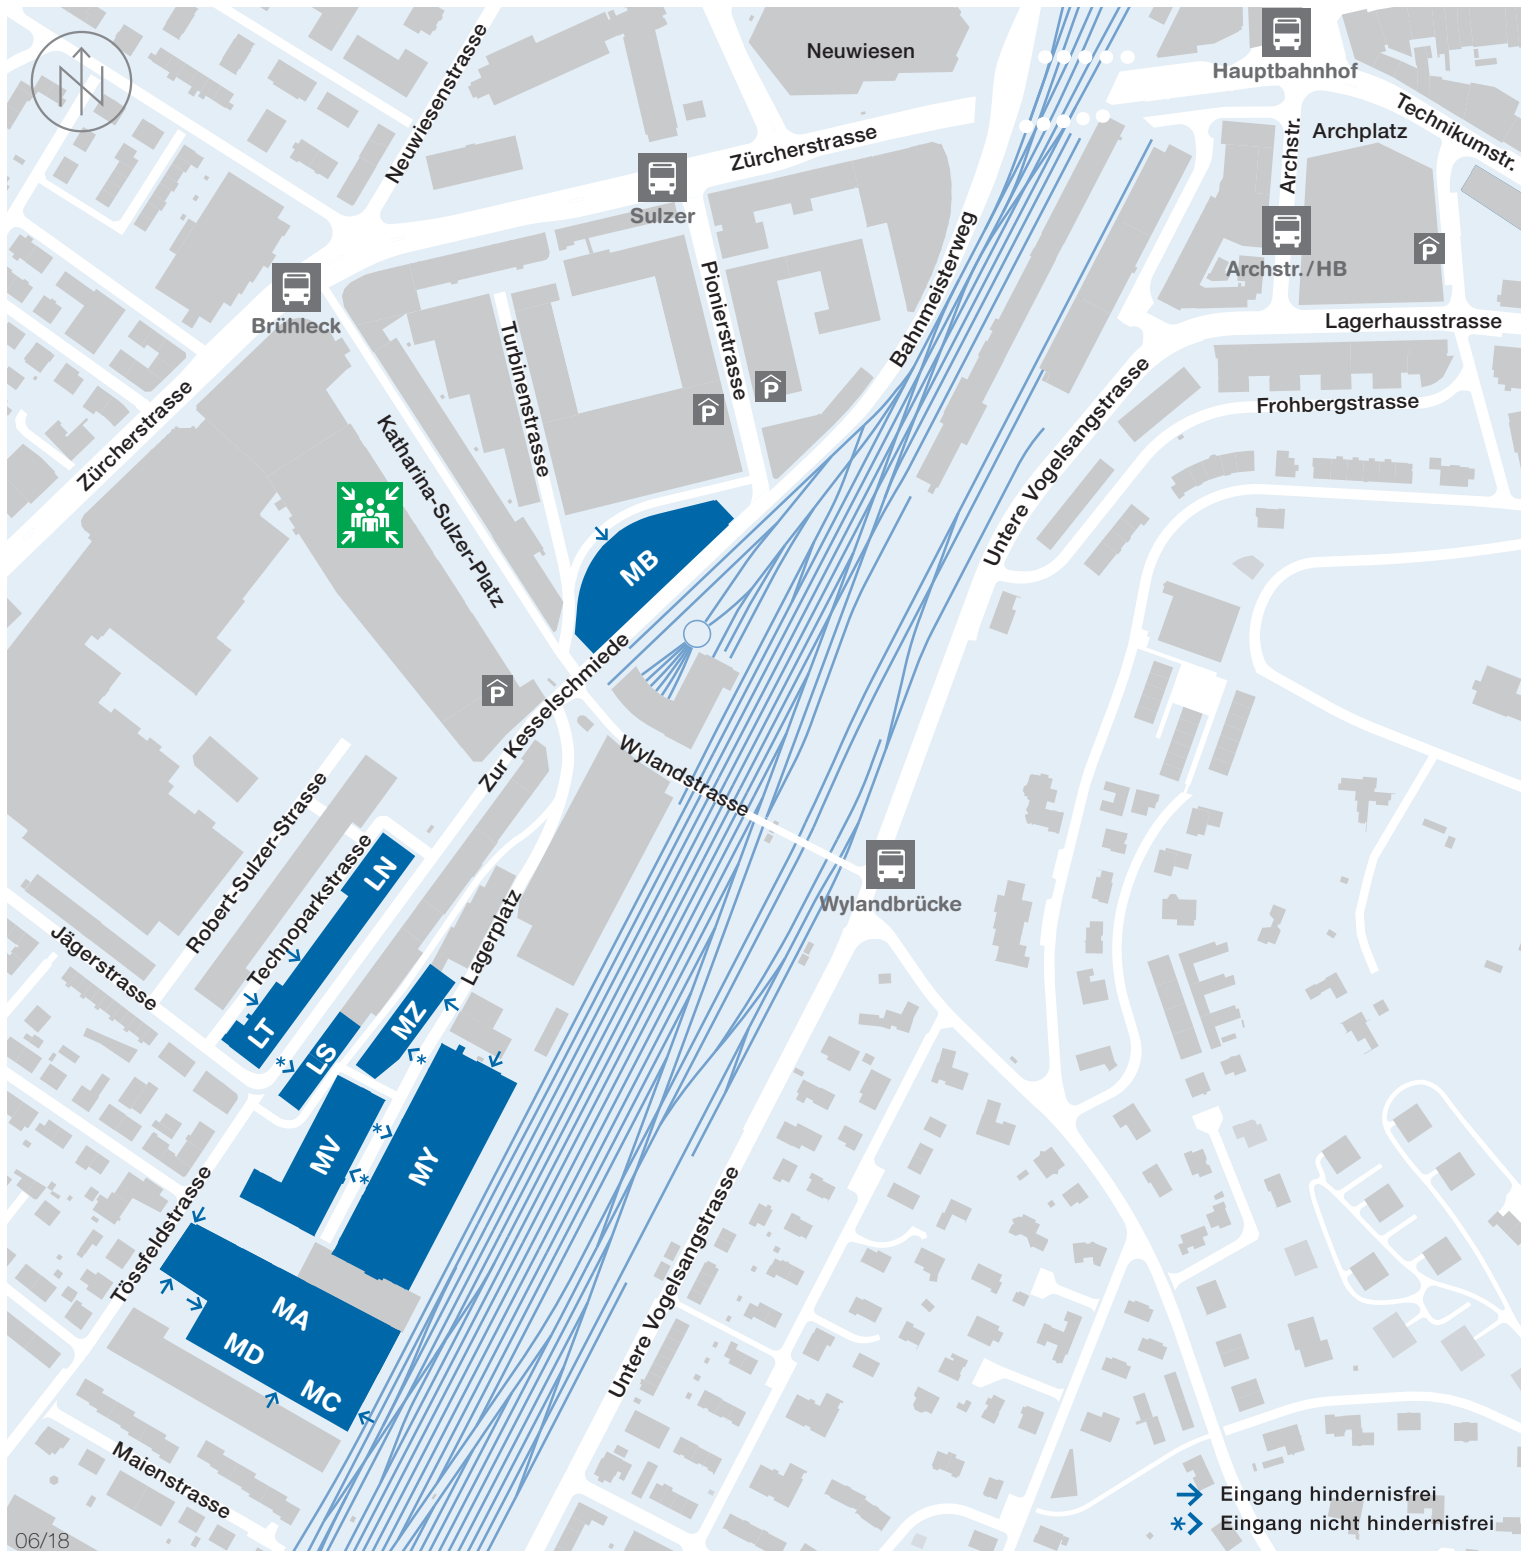 N
Neuwiesen
Hauptbahnhof
Neuwiesenstrasse
Technikumstr.
Archplatz
Archstr.
Zürcherstrasse
Sulzer
Archstr./HB
P
Bahnmeisterweg
Pionierstrasse
Brühleck
Lagerhausstrasse
Turbinenstrasse
P
P
Frohbergstrasse
Zürcherstrasse
Katharina-Sulzer-Platz
Untere Vogelsangstrasse
MB
P
Zur Kesselschmiede
Wylandstrasse
Robert-Sulzer-Strasse
Technoparkstrasse
LN
Wylandbrücke
Jägerstrasse
Lagerplatz
LT
MZ
LS
MV
MY
Tössfeldstrasse
Untere Vogelsangstrasse
MA
MD
MC
Maienstrasse
Eingang hindernisfrei
* Eingang nicht hindernisfrei
06/18